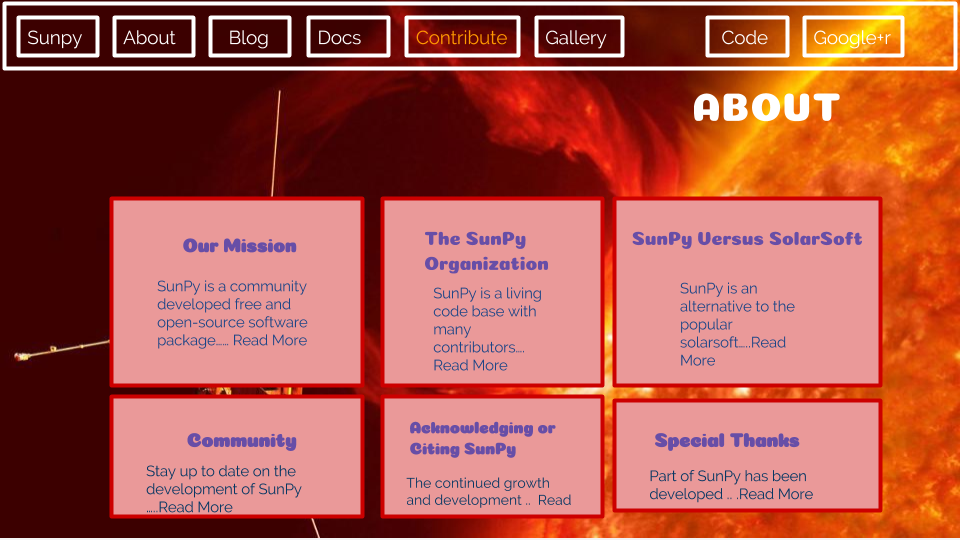 Sunpy About Blog Docs Contribute Gallery Code Google+r
ABOUT
Our Mission
SunPy is a community
developed free and
open-source software
package…… Read More
The SunPy
Organization
SunPy is a living
code base with
many
contributors….
Read More
SunPy Versus SolarSoft
SunPy is an
alternative to the
popular
solarsoft…..Read
More
Community
Stay up to date on the
development of SunPy
…..Read More
Acknowledging or
Citing SunPy
The continued growth
and development .. Read
Special Thanks
Part of SunPy has been
developed .. .Read More